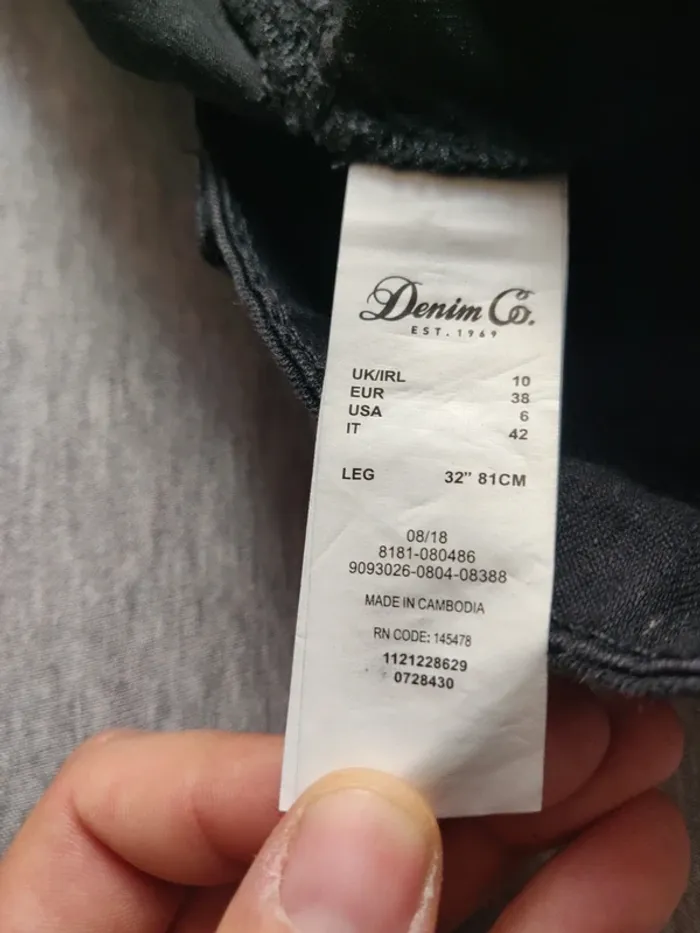 Denim Co.
EST. 1969
UK/IRL 10
EUR 38
USA 6
IT 42
LEG 32” 81CM
08/18
8181-080486
9093026-0804-08388
MADE IN CAMBODIA
RN CODE: 145478
1121228629
0728430